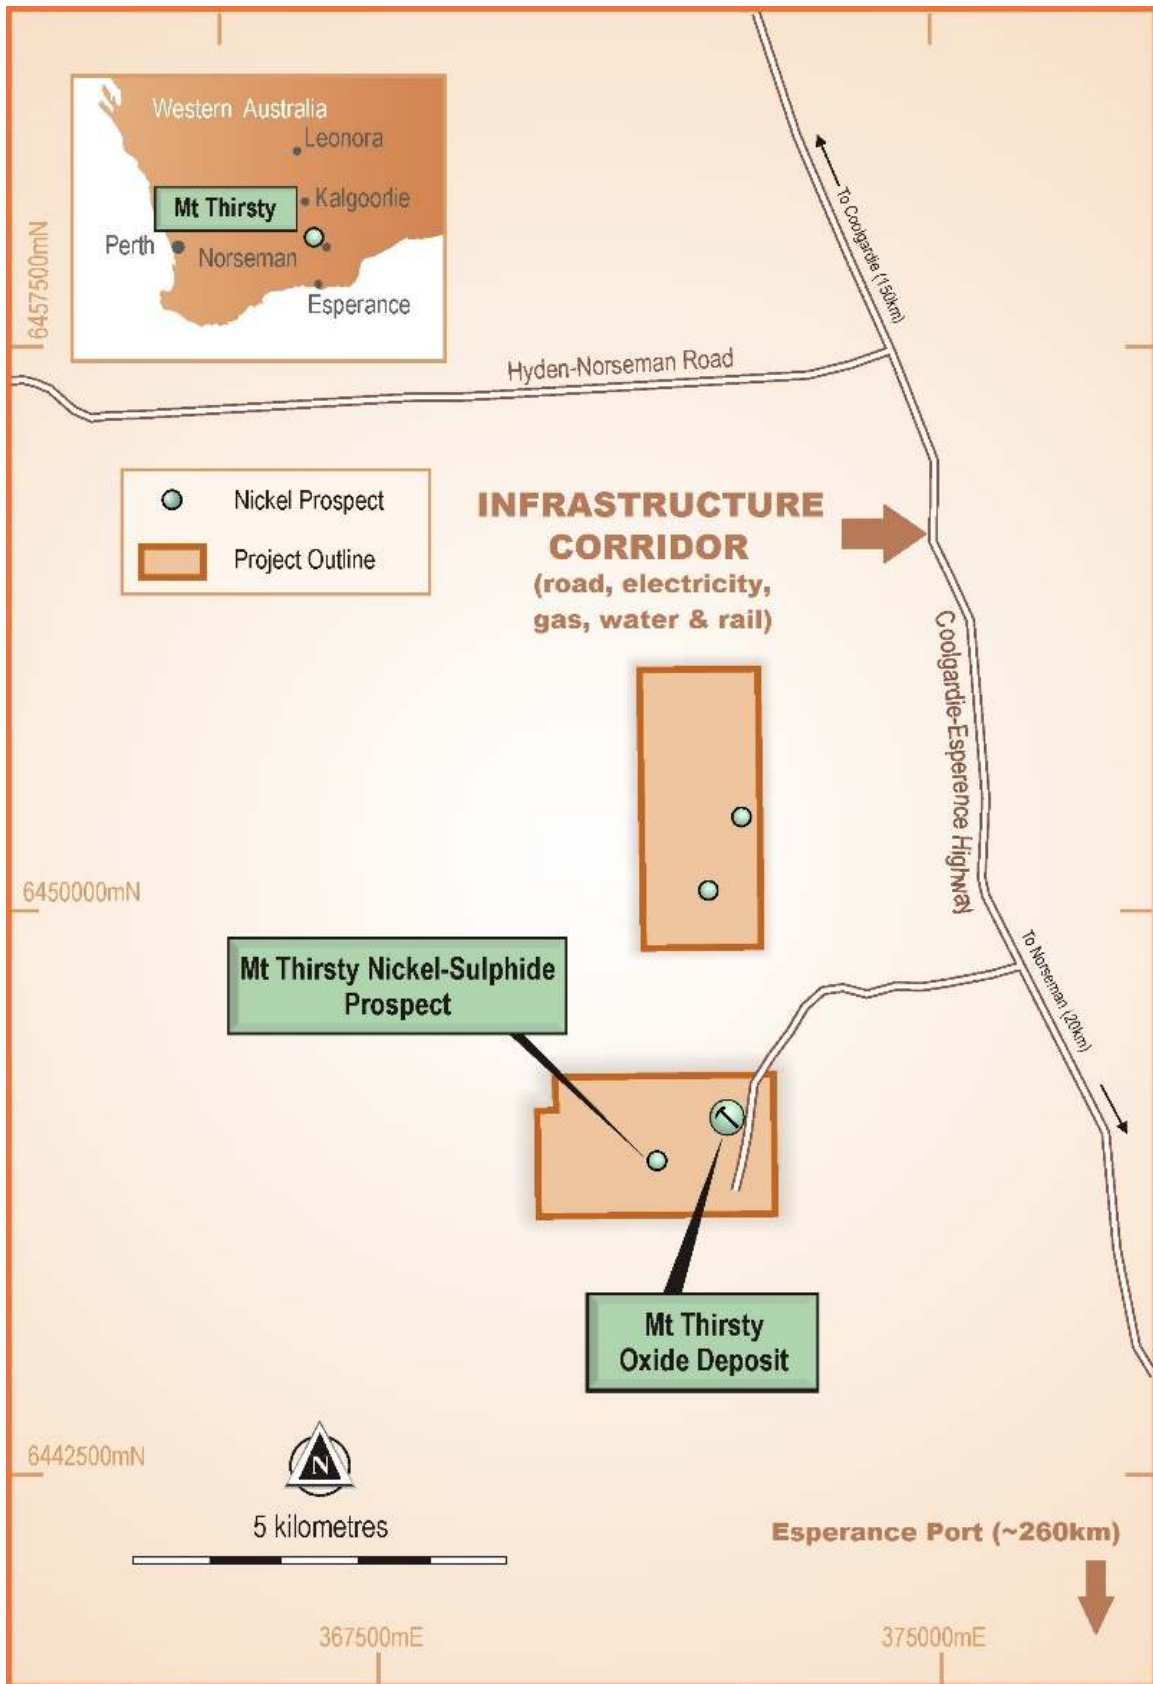 Western Australia
Leonora
Mt Thirsty
Kalgoorlie
Perth
Norseman
Esperance
6457500mN
To Coolgardie (150km)
Hyden-Norseman Road
Nickel Prospect
Project Outline
INFRASTRUCTURE
CORRIDOR
(road, electricity,
gas, water & rail)
Coolgardie-Esperence Highway
6450000mN
To Norseman (20km)
Mt Thirsty Nickel-Sulphide
Prospect
Mt Thirsty
Oxide Deposit
6442500mN
N
5 kilometres
Esperance Port (~260km)
367500mE
375000mE